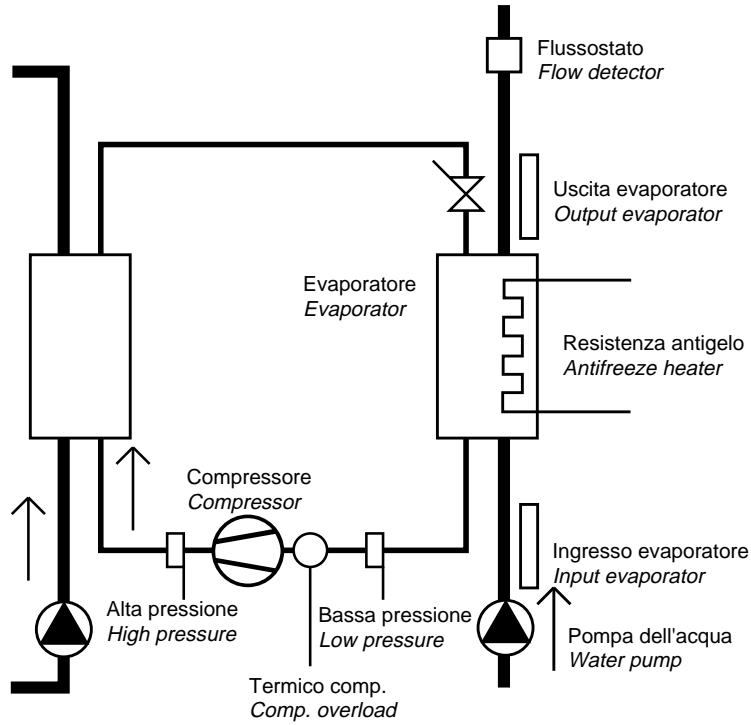 Flussostato
Flow detector
Uscita evaporatore
Output evaporator
Evaporatore
Evaporator
Resistenza antigelo
Antifreeze heater
Compressore
Compressor
Ingresso evaporatore
Input evaporator
Alta pressione
High pressure
Bassa pressione
Low pressure
Pompa dell'acqua
Water pump
Termico comp.
Comp. overload